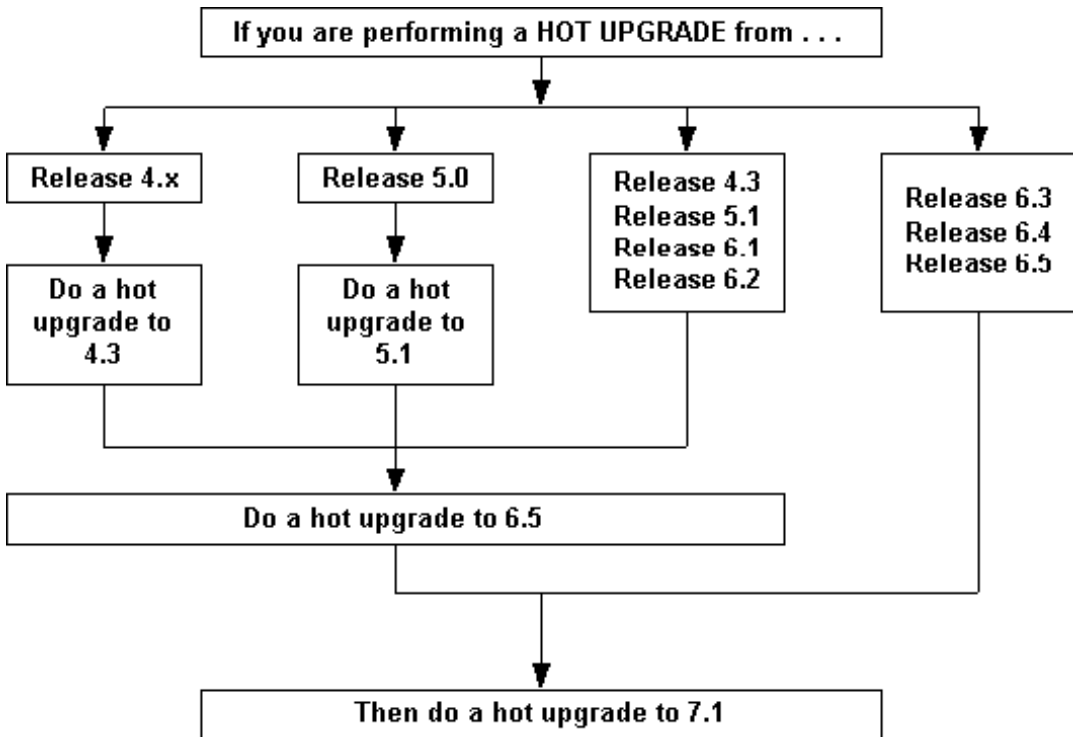 If you are performing a HOT UPGRADE from . . .
Release 4.x
Release 5.0
Release 4.3
Release 5.1
Release 6.1
Release 6.2
Release 6.3
Release 6.4
Release 6.5
Do a hot
upgrade to
4.3
Do a hot
upgrade to
5.1
Do a hot upgrade to 6.5
Then do a hot upgrade to 7.1